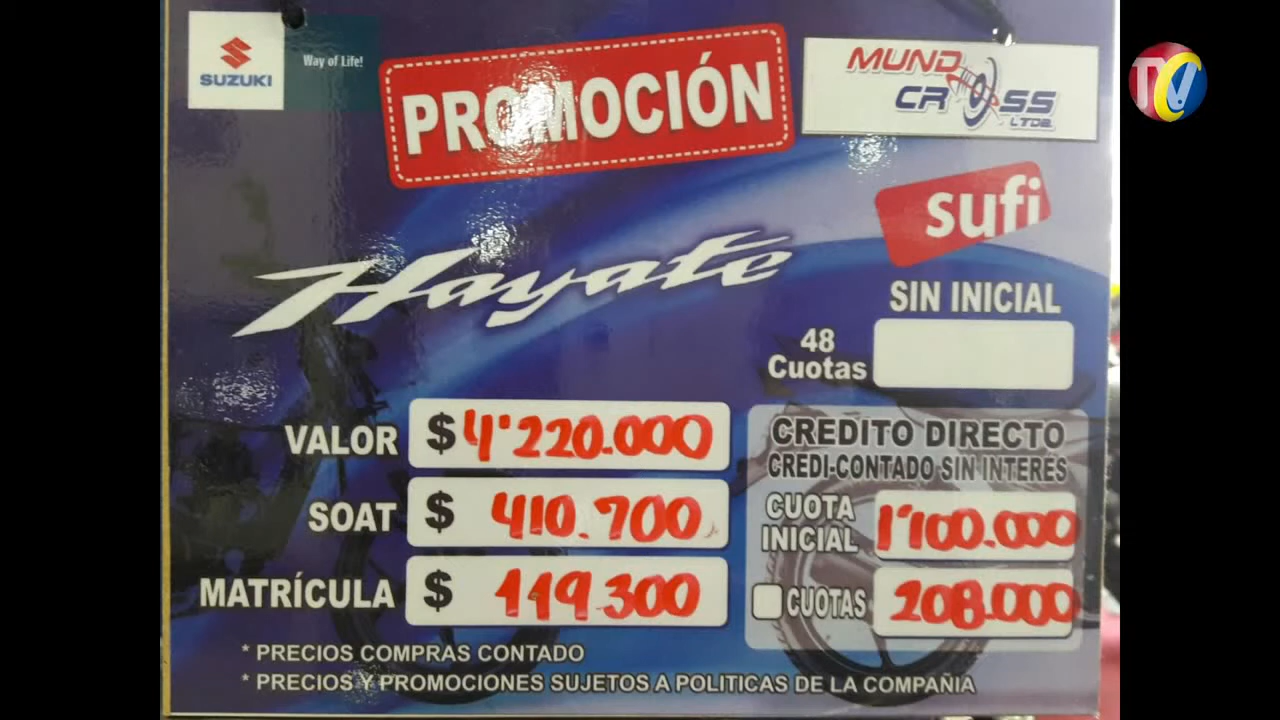 SUZUKI
Way of Life!
PROMOCIÓN
MUNDO
CROSS
LTDA.
TVC!
sufi
Hayate
SIN INICIAL
48
Cuotas
VALOR $ 4'220.000
SOAT $ 410.700
MATRÍCULA $ 119.300
CREDITO DIRECTO
CREDI-CONTADO SIN INTERES
CUOTA
INICIAL 1'100.000
CUOTAS 208.000
* PRECIOS COMPRAS CONTADO
* PRECIOS Y PROMOCIONES SUJETOS A POLITICAS DE LA COMPAÑIA